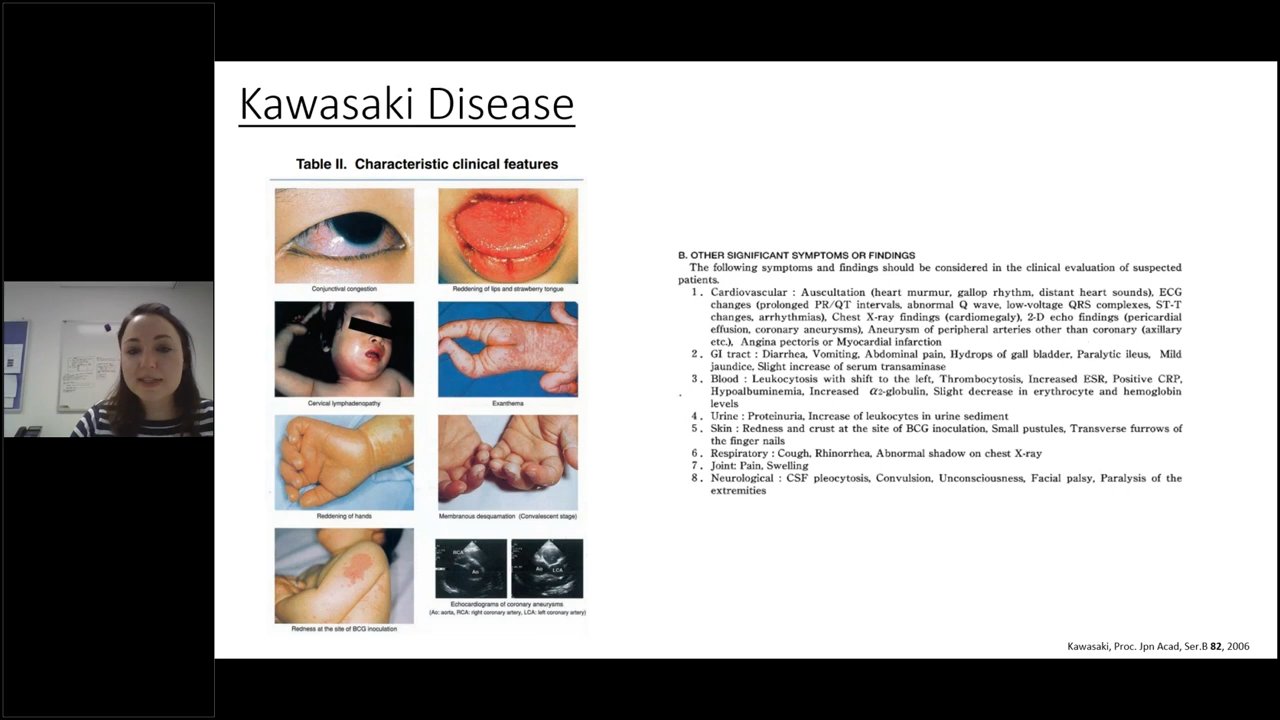 Kawasaki Disease
Table II. Characteristic clinical features
Conjunctival congestion
Reddening of lips and strawberry tongue
Cervical lymphadenopathy
Exanthema
Reddening of hands
Membranous desquamation (Convalescent stage)
RCA
Ao
Ao
LCA
Echocardiograms of coronary aneurysms
(Ao: aorta, RCA: right coronary artery, LCA: left coronary artery)
Redness at the site of BCG inoculation
B. OTHER SIGNIFICANT SYMPTOMS OR FINDINGS
The following symptoms and findings should be considered in the clinical evaluation of suspected
patients.
1. Cardiovascular : Auscultation (heart murmur, gallop rhythm, distant heart sounds), ECG
changes (prolonged PR/QT intervals, abnormal Q wave, low-voltage QRS complexes, ST-T
changes, arrhythmias), Chest X-ray findings (cardiomegaly), 2-D echo findings (pericardial
effusion, coronary aneurysms), Aneurysm of peripheral arteries other than coronary (axillary
etc.), Angina pectoris or Myocardial infarction
2. GI tract : Diarrhea, Vomiting, Abdominal pain, Hydrops of gall bladder, Paralytic ileus, Mild
jaundice, Slight increase of serum transaminase
3. Blood : Leukocytosis with shift to the left, Thrombocytosis, Increased ESR, Positive CRP,
Hypoalbuminemia, Increased α2-globulin, Slight decrease in erythrocyte and hemoglobin
levels
4. Urine : Proteinuria, Increase of leukocytes in urine sediment
5. Skin : Redness and crust at the site of BCG inoculation, Small pustules, Transverse furrows of
the finger nails
6. Respiratory : Cough, Rhinorrhea, Abnormal shadow on chest X-ray
7. Joint: Pain, Swelling
8. Neurological : CSF pleocytosis, Convulsion, Unconsciousness, Facial palsy, Paralysis of the
extremities
Kawasaki, Proc. Jpn Acad, Ser.B 82, 2006